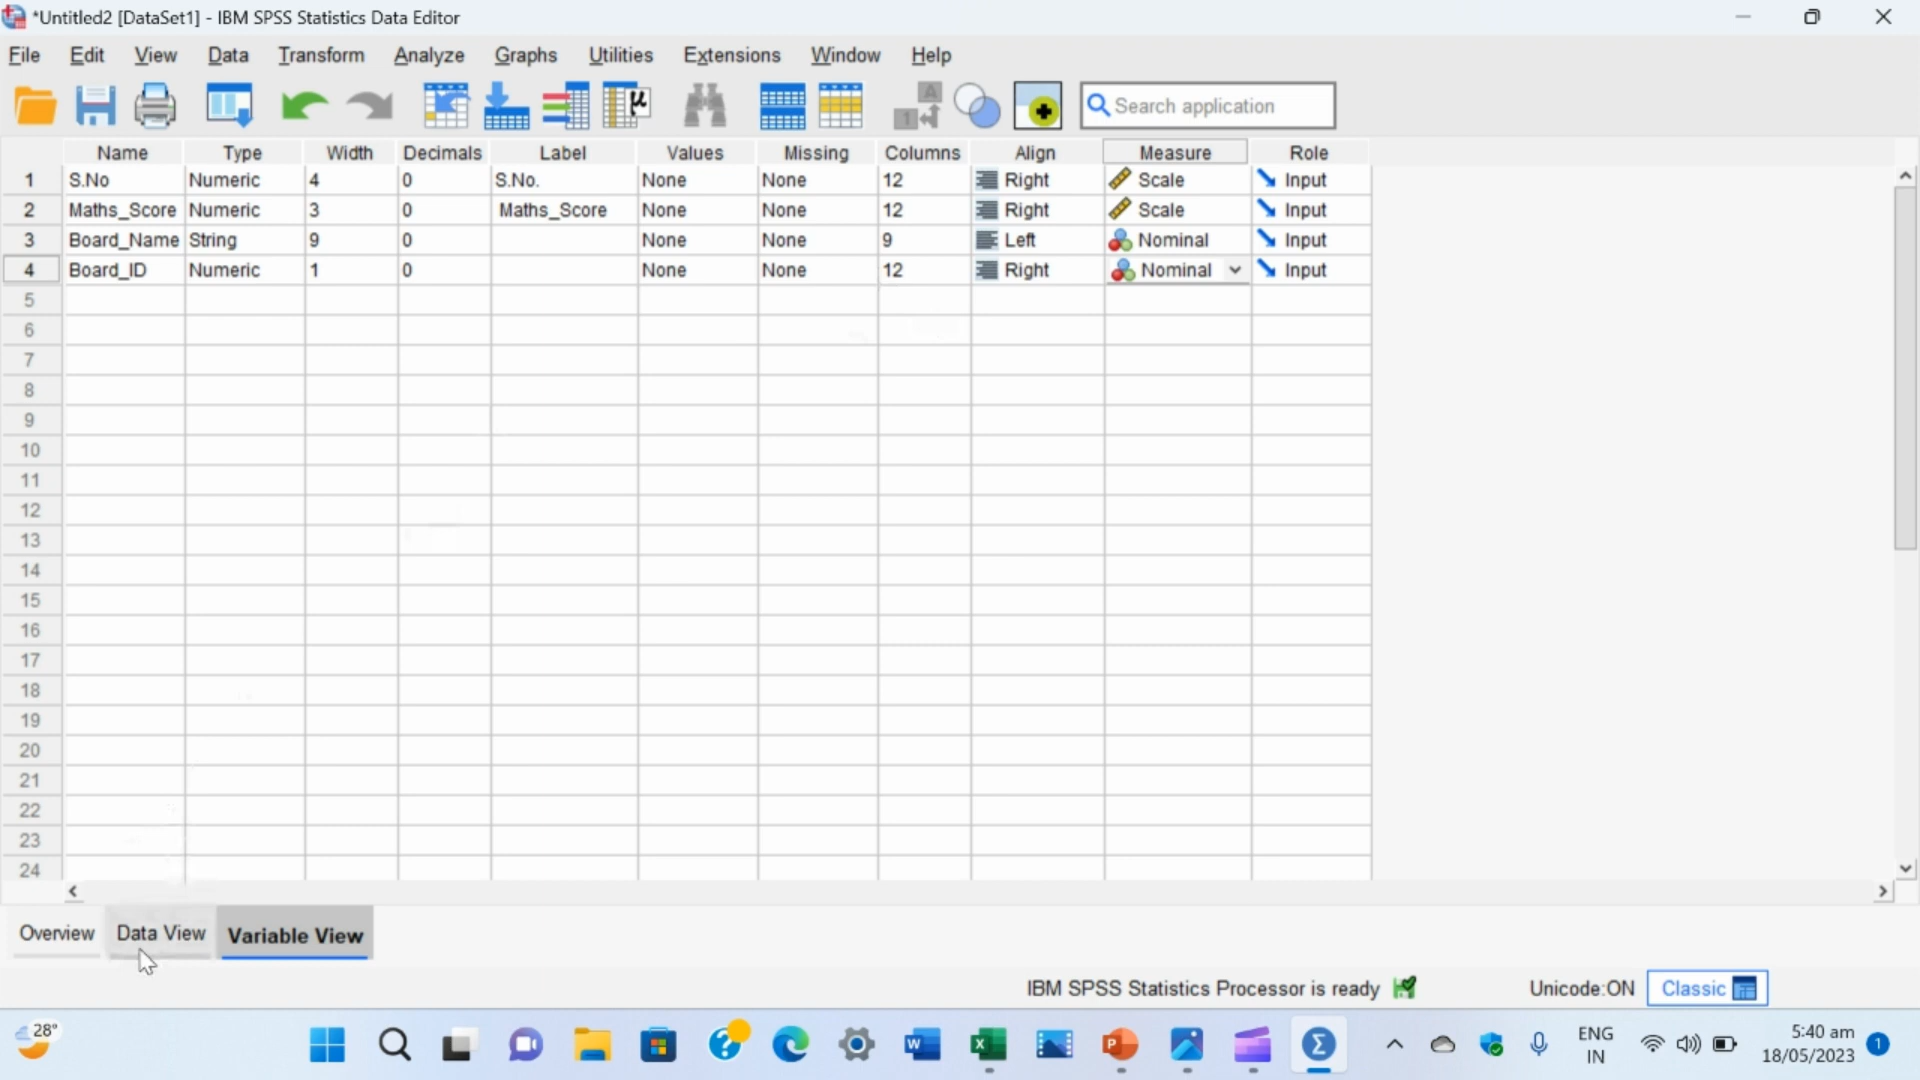 *Untitled2 [DataSet1] - IBM SPSS Statistics Data Editor
File Edit View Data Transform Analyze Graphs Utilities Extensions Window Help
Search application
Name Type Width Decimals Label Values Missing Columns Align Measure Role
1 S.No Numeric 4 0 S.No. None None 12 Right Scale Input
2 Maths_Score Numeric 3 0 Maths_Score None None 12 Right Scale Input
3 Board_Name String 9 0 None None 9 Left Nominal Input
4 Board_ID Numeric 1 0 None None 12 Right Nominal Input
5
6
7
8
9
10
11
12
13
14
15
16
17
18
19
20
21
22
23
24
Overview Data View Variable View
IBM SPSS Statistics Processor is ready Unicode:ON Classic
28° ENG 5:40 am
IN 18/05/2023 1